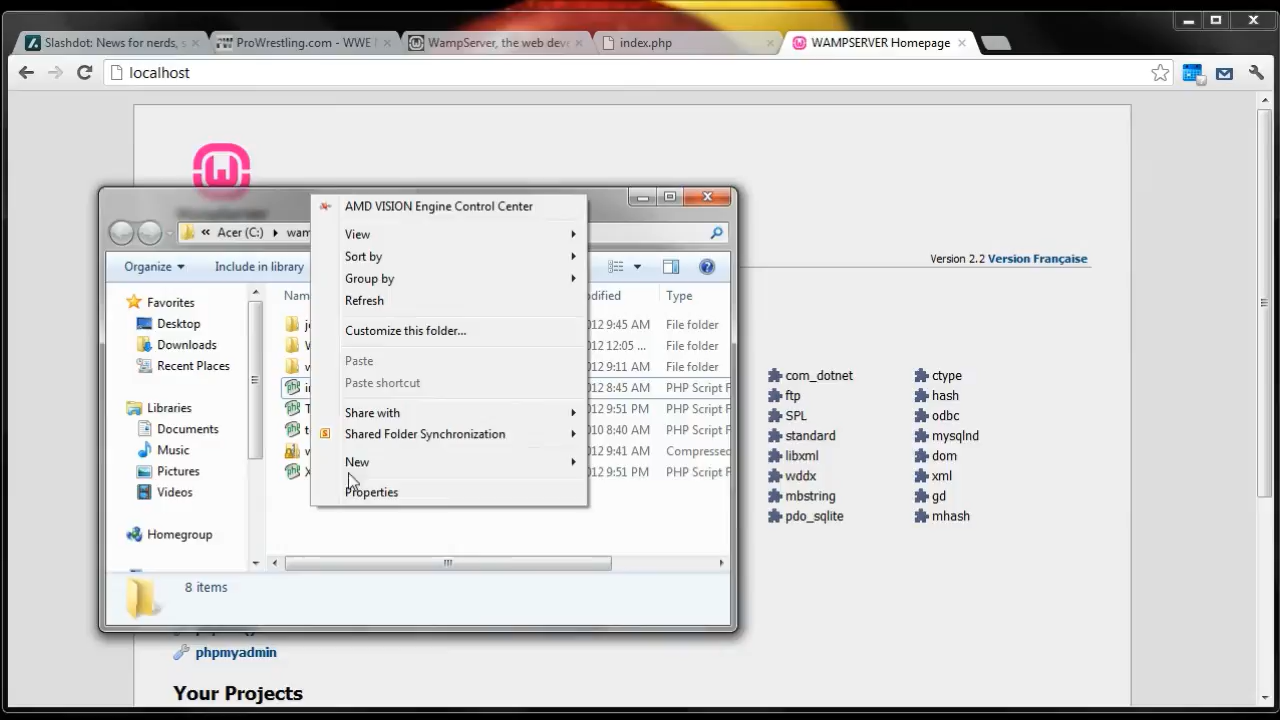 Slashdot: News for nerds, s
ProWrestling.com - WWE
WampServer, the web dev
index.php
WAMPSERVER Homepage
localhost
Acer (C:)
wam
Organize
Include in library
Favorites
Desktop
Downloads
Recent Places
Libraries
Documents
Music
Pictures
Videos
Homegroup
AMD VISION Engine Control Center
View
Sort by
Group by
Refresh
Customize this folder...
Paste
Paste shortcut
Share with
Shared Folder Synchronization
New
Properties
Type
012 9:45 AM File folder
012 12:05 ... File folder
012 9:11 AM File folder
012 8:45 AM PHP Script F
012 9:51 PM PHP Script F
010 8:40 AM PHP Script F
012 9:41 AM Compressed
012 9:51 PM PHP Script F
8 items
Version 2.2 Version Française
com_dotnet ctype
ftp hash
SPL odbc
standard mysqlnd
libxml dom
wddx xml
mbstring gd
pdo_sqlite mhash
phpmyadmin
Your Projects